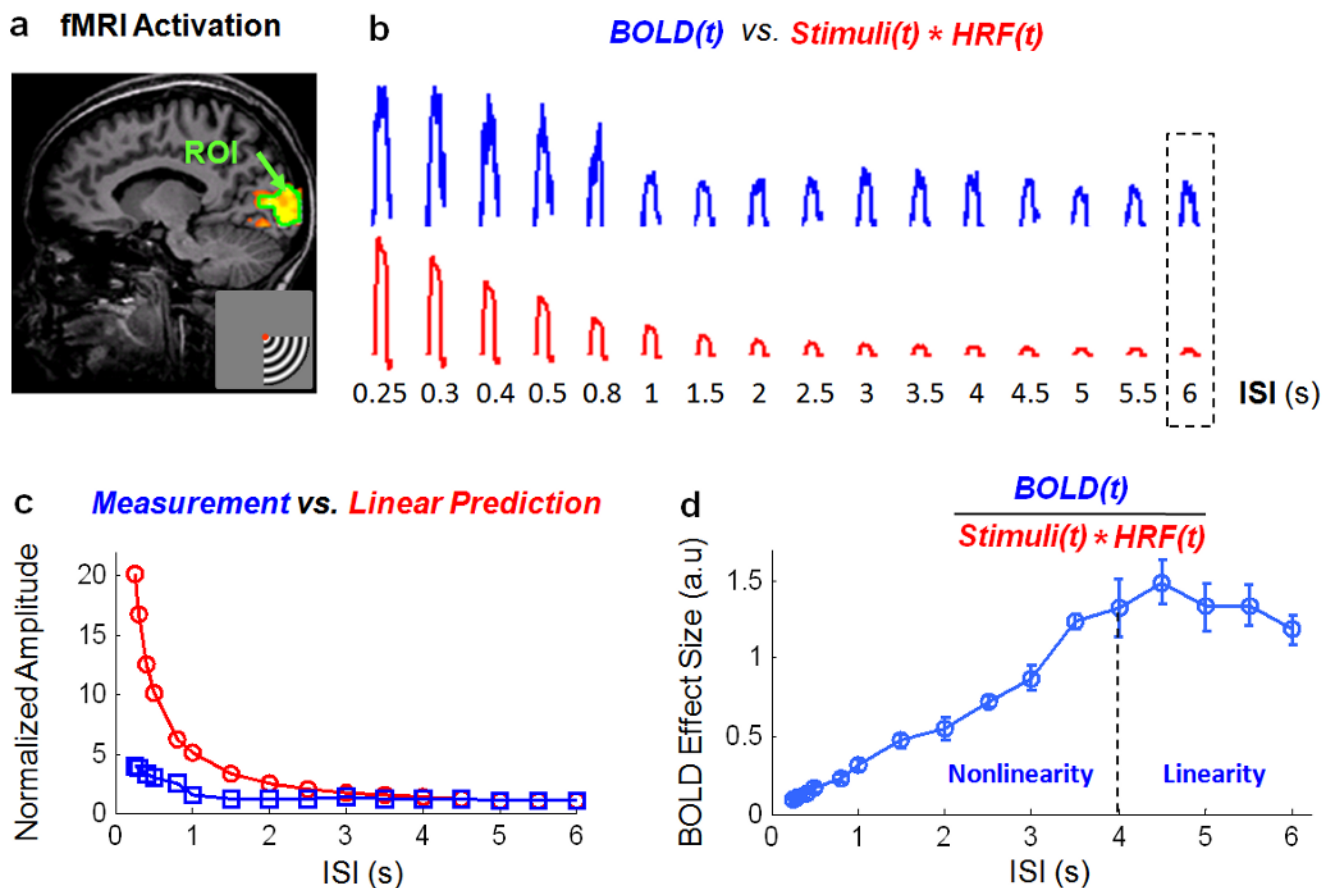 a fMRI Activation
ROI
b BOLD(t) vs. Stimuli(t) * HRF(t)
0.25 0.3 0.4 0.5 0.8 1 1.5 2 2.5 3 3.5 4 4.5 5 5.5 6 ISI (s)
c Measurement vs. Linear Prediction
Normalized Amplitude
20
15
10
5
0
0 1 2 3 4 5 6
ISI (s)
d BOLD(t)
Stimuli(t) * HRF(t)
BOLD Effect Size (a.u)
1.5
1
0.5
0
Nonlinearity Linearity
0 1 2 3 4 5 6
ISI (s)